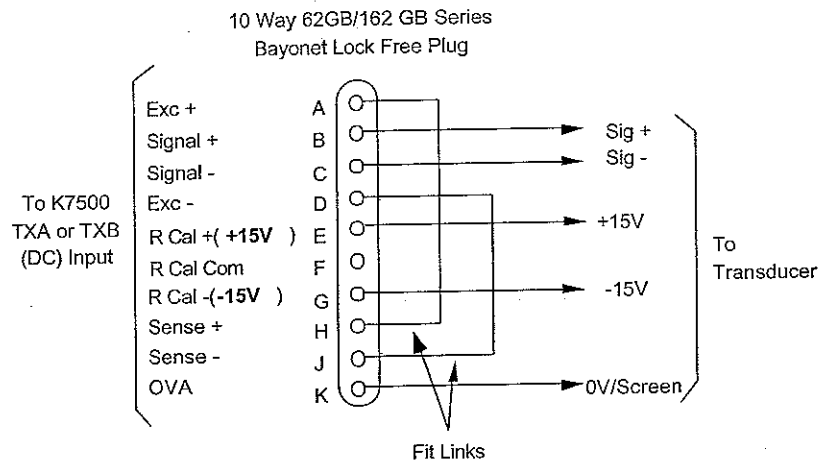 10 Way 62GB/162 GB Series
Bayonet Lock Free Plug
To K7500
TXA or TXB
(DC) Input
Exc + A
Signal + B Sig +
Signal - C Sig -
Exc - D
R Cal +( +15V ) E +15V
R Cal Com F
R Cal -(-15V ) G -15V
Sense + H
Sense - J
OVA K 0V/Screen
To
Transducer
Fit Links